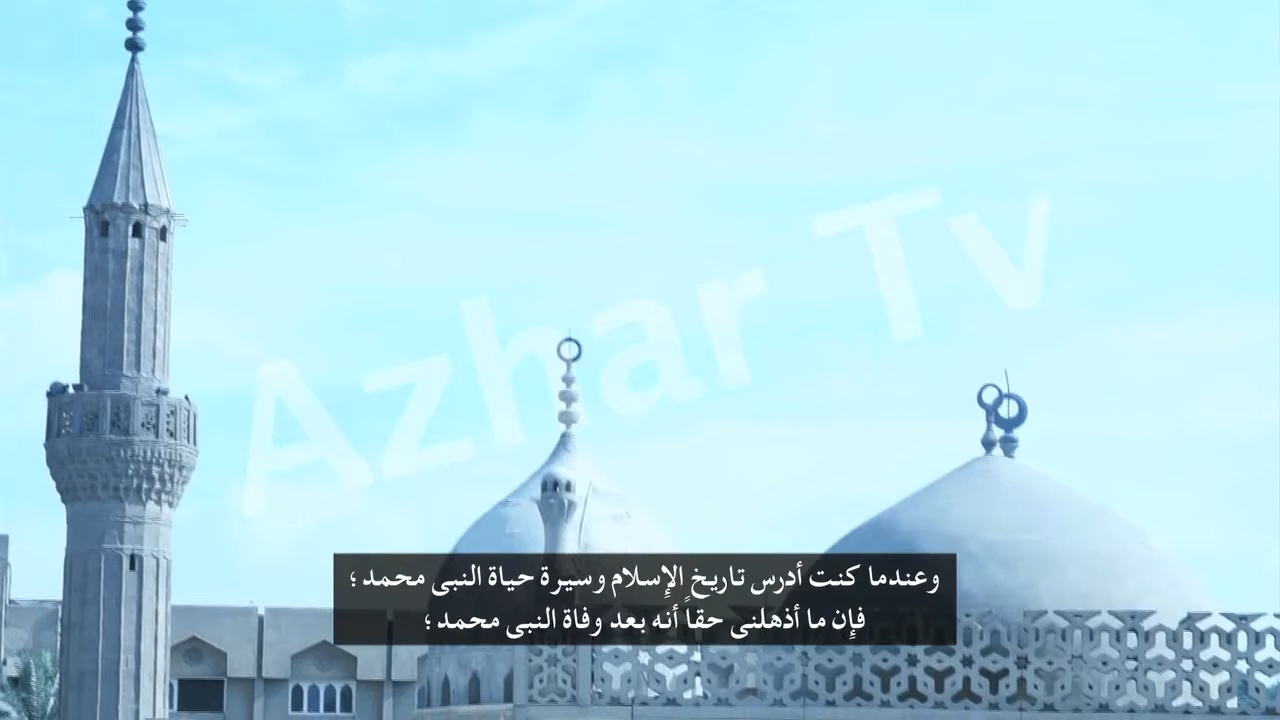 Azhar Tv
وعندما كنت أدرس تاريخ الإسلام وسيرة حياة النبى محمد ؛
فإن ما أذهلنى حقاً أنه بعد وفاة النبى محمد ؛